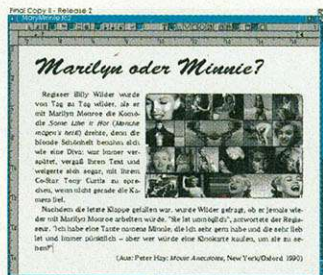 Final Copy II - Release 2
Marilyn oder Minnie?
Regisseur Billy Wilder wurde
von Tag zu Tag wilder, als er
mit Marilyn Monroe die Komö-
die Some Like it Hot (Manche
mögen's heiß) drehte, denn die
blonde Schönheit benahm sich
wie eine Diva: war immer ver-
spätet, vergaß ihren Text und
weigerte sich sogar, mit ihrem
Co-Star Tony Curtis zu spre-
chen, wenn nicht gerade die Ka-
mera lief.
Nachdem die letzte Klappe gefallen war, wurde Wilder gefragt, ob er jemals wie-
der mit Marilyn Monroe arbeiten würde. "Sie ist unmöglich", antwortete der Regis-
seur. "Ich habe eine Tante namens Minnie, die ich sehr gern habe und die sehr lieb
ist und immer pünktlich - aber wer würde eine Kinokarte kaufen, um sie zu
sehen?"
(Aus: Peter Hay: Movie Anecdotes, New York/Oxford 1990)